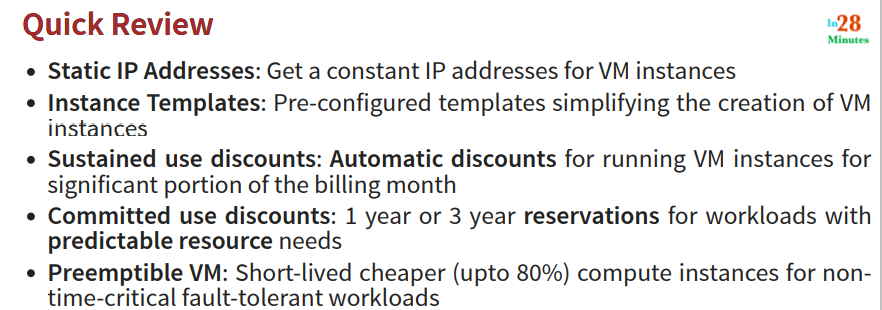 Quick Review
In28
Minutes
• Static IP Addresses: Get a constant IP addresses for VM instances
• Instance Templates: Pre-configured templates simplifying the creation of VM
instances
• Sustained use discounts: Automatic discounts for running VM instances for
significant portion of the billing month
• Committed use discounts: 1 year or 3 year reservations for workloads with
predictable resource needs
• Preemptible VM: Short-lived cheaper (upto 80%) compute instances for non-
time-critical fault-tolerant workloads